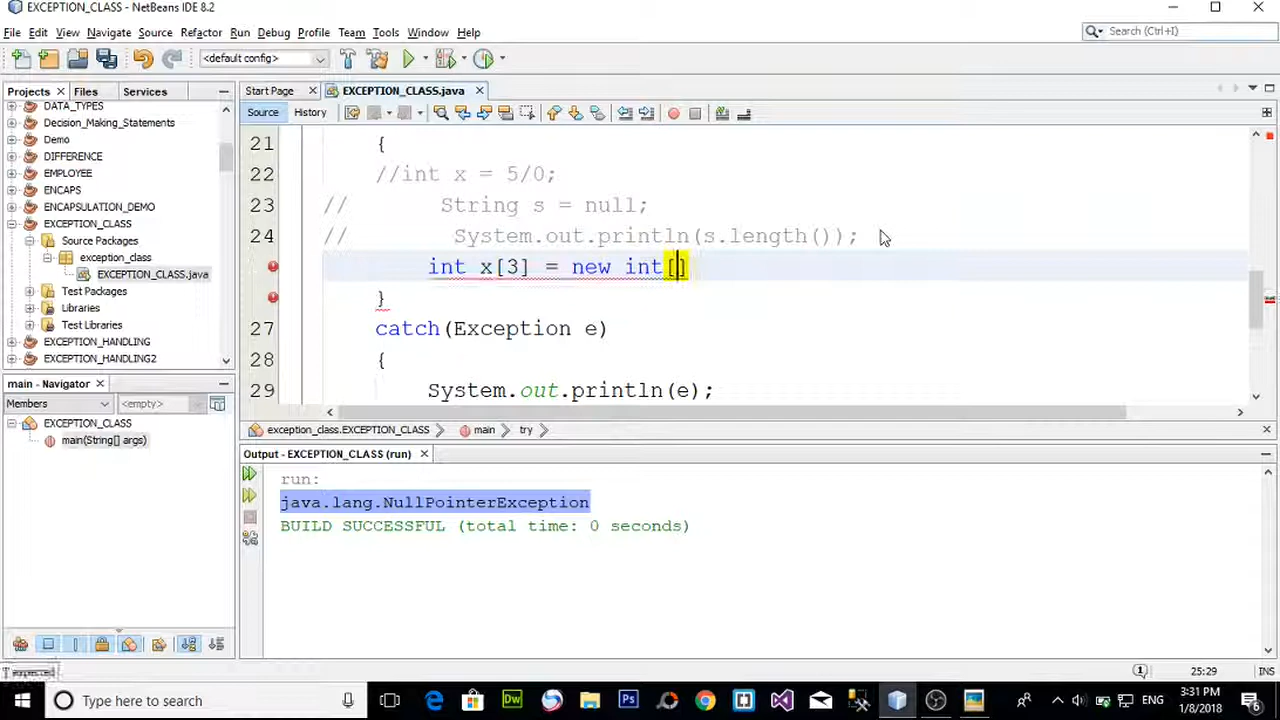 EXCEPTION_CLASS - NetBeans IDE 8.2
File Edit View Navigate Source Refactor Run Debug Profile Team Tools Window Help
Search (Ctrl+I)
<default config>
Projects Files Services
Start Page EXCEPTION_CLASS.java
Source History
DATA_TYPES
Decision_Making_Statements
Demo
DIFFERENCE
EMPLOYEE
ENCAPS
ENCAPSULATION_DEMO
EXCEPTION_CLASS
Source Packages
exception_class
EXCEPTION_CLASS.java
Test Packages
Libraries
Test Libraries
EXCEPTION_HANDLING
EXCEPTION_HANDLING2
21 {
22 //int x = 5/0;
23 // String s = null;
24 // System.out.println(s.length());
int x[3] = new int[]
}
27 catch(Exception e)
28 {
29 System.out.println(e);
main - Navigator
Members <empty>
EXCEPTION_CLASS
main(String[] args)
exception_class.EXCEPTION_CLASS main try
Output - EXCEPTION_CLASS (run)
run:
java.lang.NullPointerException
BUILD SUCCESSFUL (total time: 0 seconds)
expected
1 25:29 INS
Type here to search
Dw Ps
ENG 3:31 PM
1/8/2018 6